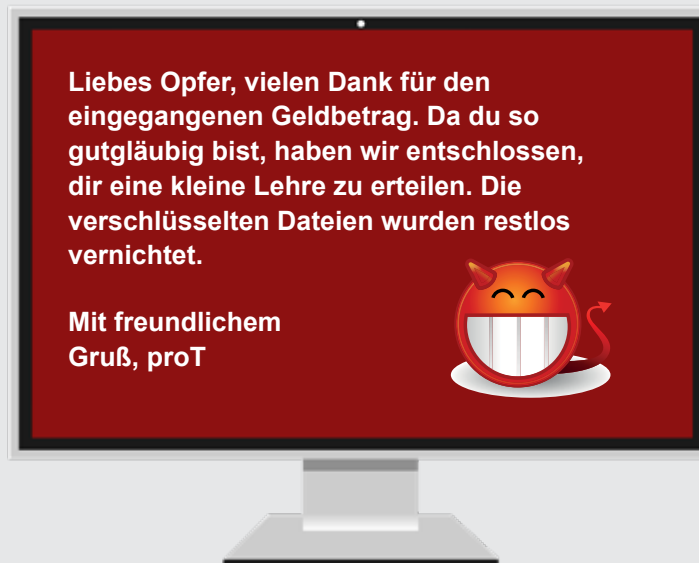 Liebes Opfer, vielen Dank für den
eingegangenen Geldbetrag. Da du so
gutgläubig bist, haben wir entschlossen,
dir eine kleine Lehre zu erteilen. Die
verschlüsselten Dateien wurden restlos
vernichtet.
Mit freundlichem
Gruß, proT